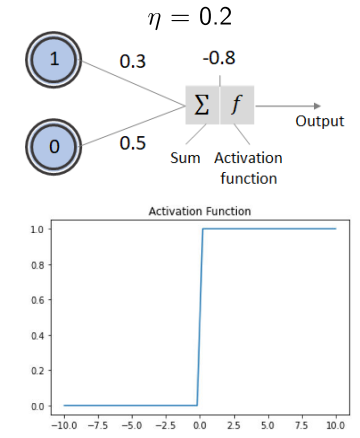 η = 0.2
1
0.3
-0.8
Σ f
Output
0
0.5
Sum Activation
function
Activation Function
1.0
0.8
0.6
0.4
0.2
0.0
−10.0 −7.5 −5.0 −2.5 0.0 2.5 5.0 7.5 10.0